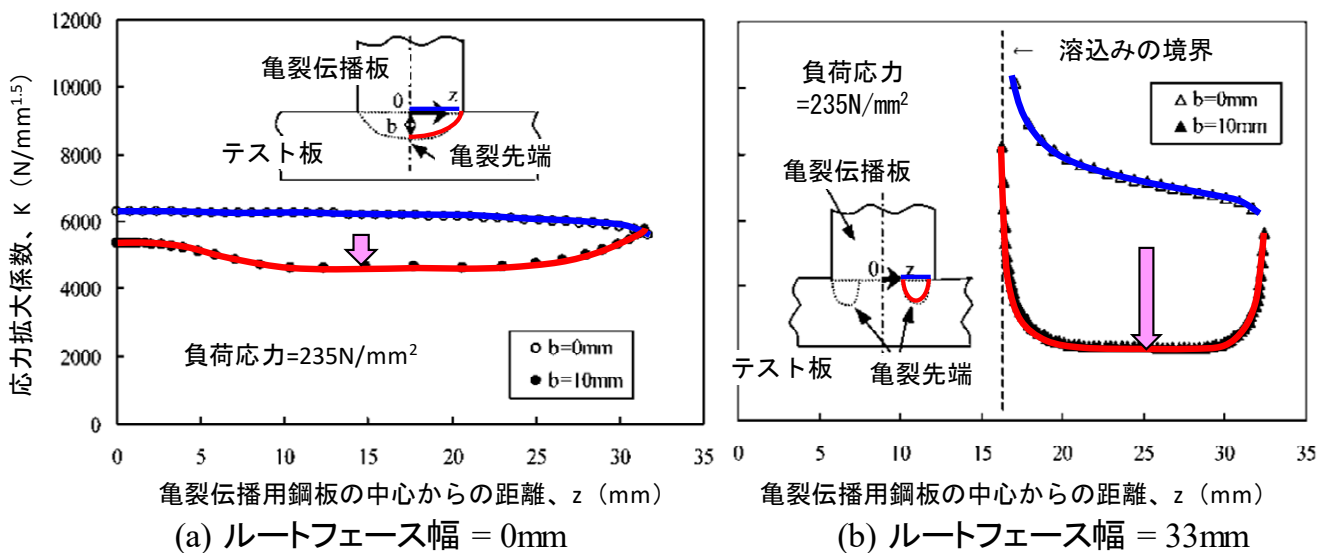 応力拡大係数、K (N/mm1.5)
12000
10000
8000
6000
4000
2000
0
亀裂伝播板
0
z
b
テスト板
亀裂先端
負荷応力=235N/mm2
b=0mm
b=10mm
0
5
10
15
20
25
30
35
亀裂伝播用鋼板の中心からの距離、z（mm）
(a) ルートフェース幅 = 0mm
← 溶込みの境界
負荷応力
=235N/mm2
b=0mm
b=10mm
亀裂伝播板
0
z
テスト板
亀裂先端
0
5
10
15
20
25
30
35
亀裂伝播用鋼板の中心からの距離、z（mm）
(b) ルートフェース幅 = 33mm